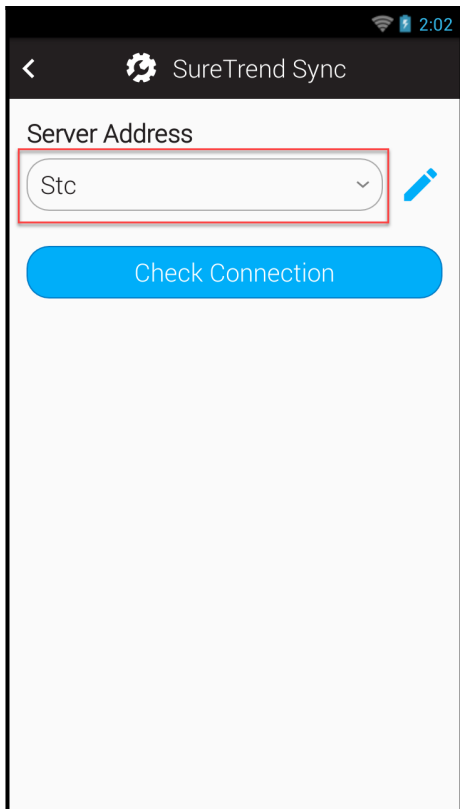 2:02
SureTrend Sync
Server Address
Stc
Check Connection